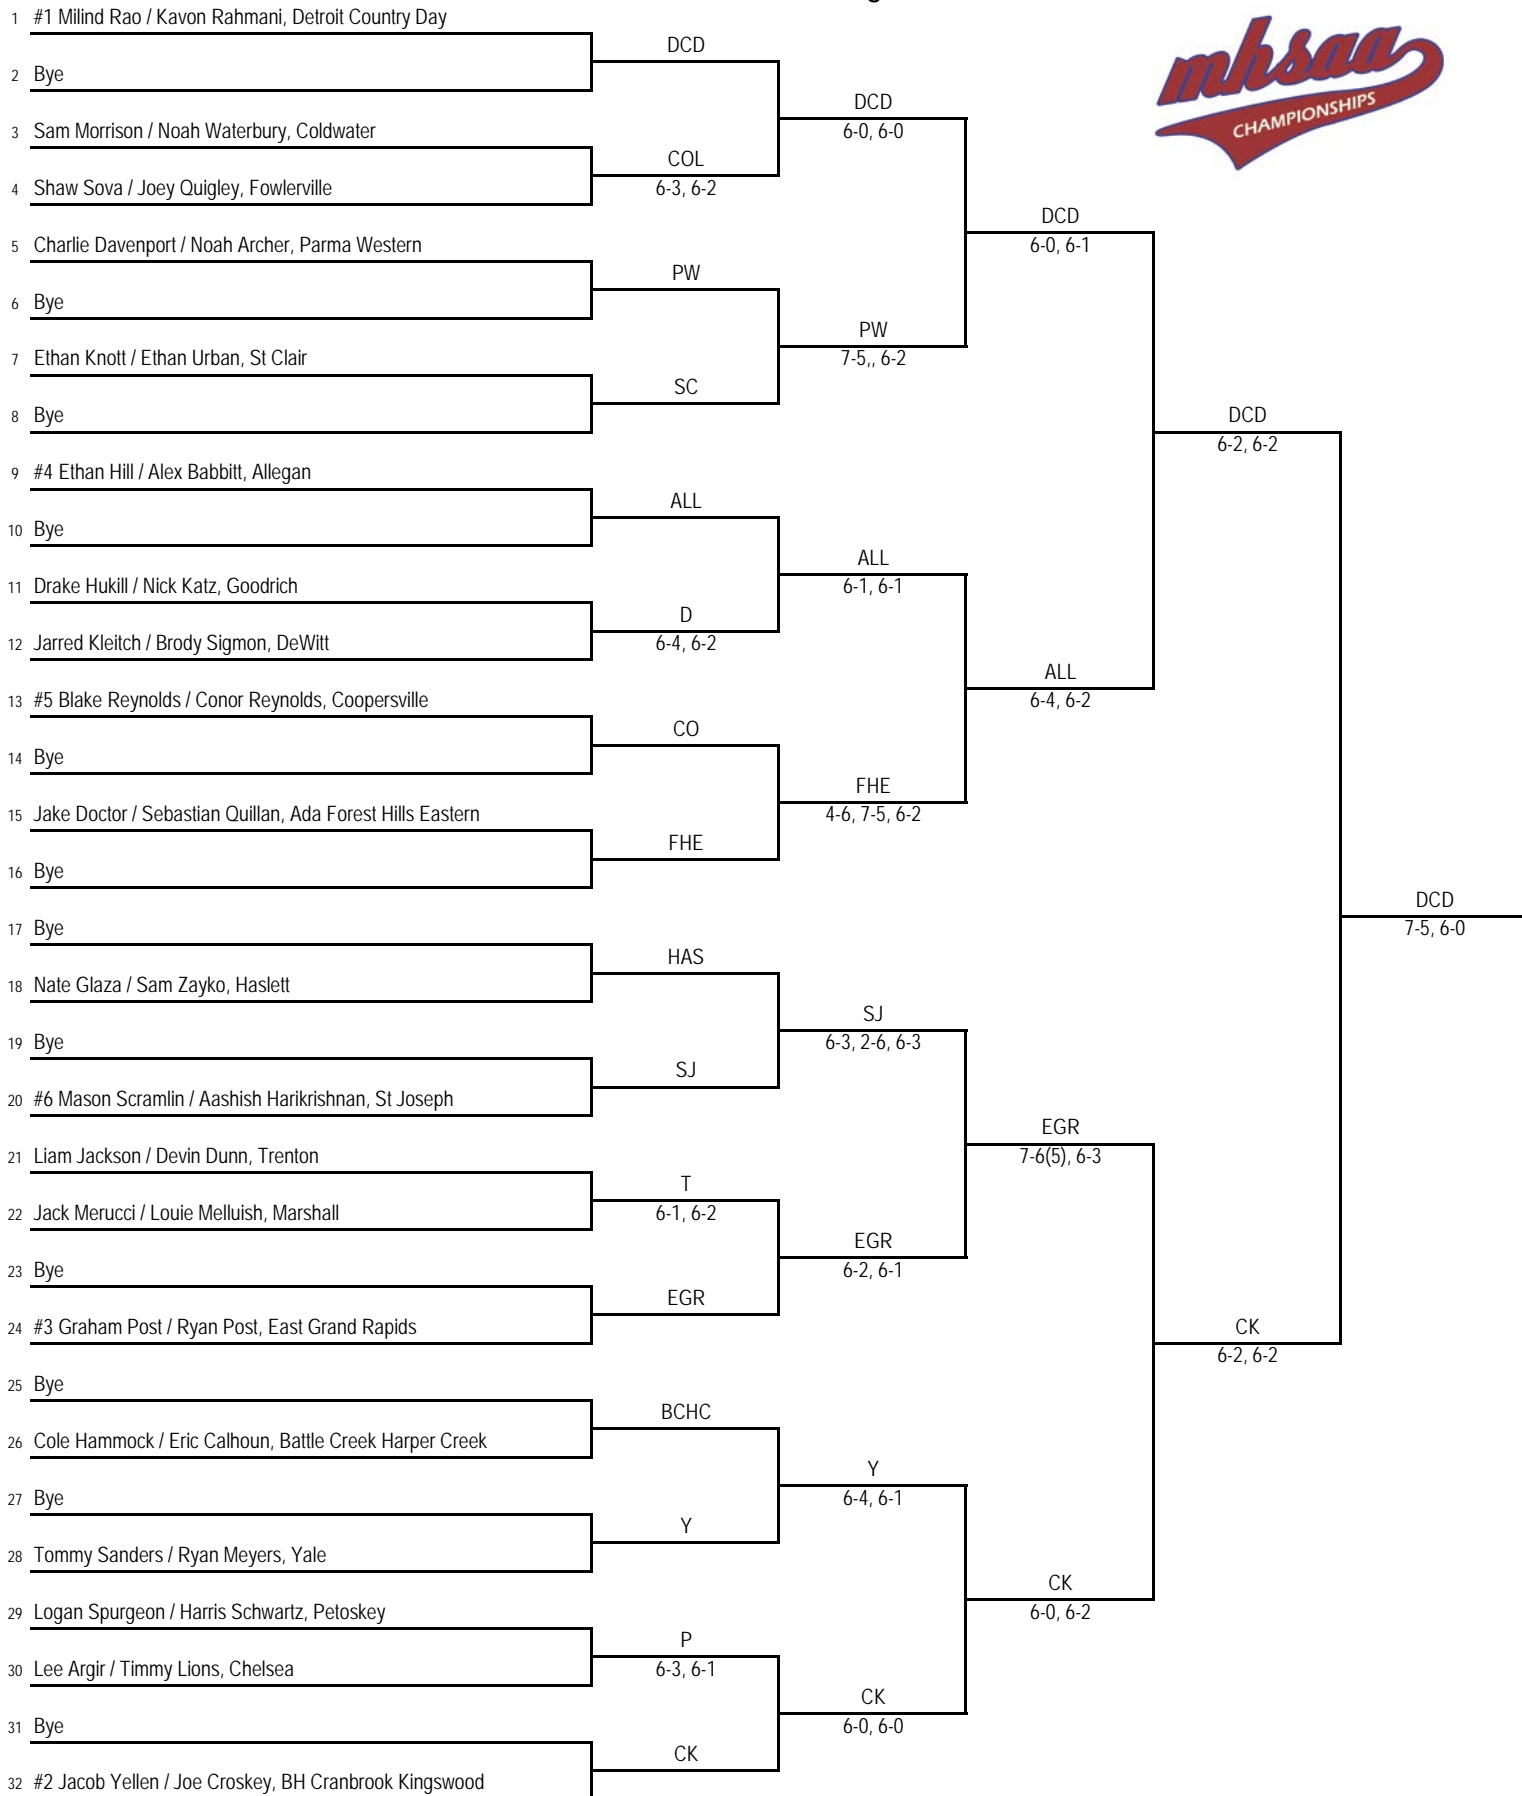 1 #1 Milind Rao / Kavon Rahmani, Detroit Country Day
2 Bye
3 Sam Morrison / Noah Waterbury, Coldwater
4 Shaw Sova / Joey Quigley, Fowlerville
5 Charlie Davenport / Noah Archer, Parma Western
6 Bye
7 Ethan Knott / Ethan Urban, St Clair
8 Bye
9 #4 Ethan Hill / Alex Babbitt, Allegan
10 Bye
11 Drake Hukill / Nick Katz, Goodrich
12 Jarred Kleitch / Brody Sigmon, DeWitt
13 #5 Blake Reynolds / Conor Reynolds, Coopersville
14 Bye
15 Jake Doctor / Sebastian Quillan, Ada Forest Hills Eastern
16 Bye
17 Bye
18 Nate Glaza / Sam Zayko, Haslett
19 Bye
20 #6 Mason Scramlin / Aashish Harikrishnan, St Joseph
21 Liam Jackson / Devin Dunn, Trenton
22 Jack Merucci / Louie Melluish, Marshall
23 Bye
24 #3 Graham Post / Ryan Post, East Grand Rapids
25 Bye
26 Cole Hammock / Eric Calhoun, Battle Creek Harper Creek
27 Bye
28 Tommy Sanders / Ryan Meyers, Yale
29 Logan Spurgeon / Harris Schwartz, Petoskey
30 Lee Argir / Timmy Lions, Chelsea
31 Bye
32 #2 Jacob Yellen / Joe Croskey, BH Cranbrook Kingswood
DCD
COL
6-3, 6-2
PW
SC
ALL
D
6-4, 6-2
CO
FHE
HAS
SJ
T
6-1, 6-2
EGR
BCHC
Y
P
6-3, 6-1
CK
DCD
6-0, 6-0
PW
7-5,, 6-2
ALL
6-1, 6-1
FHE
4-6, 7-5, 6-2
SJ
6-3, 2-6, 6-3
EGR
6-2, 6-1
Y
6-4, 6-1
CK
6-0, 6-0
DCD
6-0, 6-1
ALL
6-4, 6-2
EGR
7-6(5), 6-3
CK
6-0, 6-2
DCD
6-2, 6-2
CK
6-2, 6-2
DCD
7-5, 6-0
mhsaa
CHAMPIONSHIPS